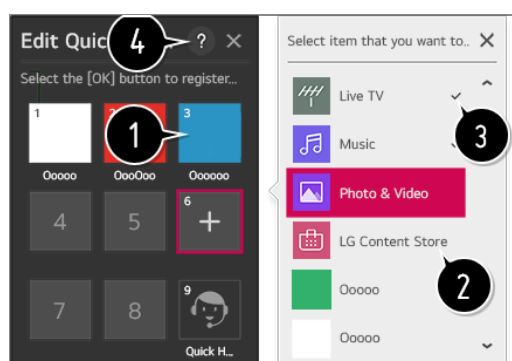 Edit Quic
4
?
Select the [OK] button to register...
1
2
3
1
Ooooo
OooOoo
Oooooo
4
5
6
7
8
9
Quick H...
Select item that you want to..
Live TV
3
Music
Photo & Video
LG Content Store
2
Ooooo
Ooooo